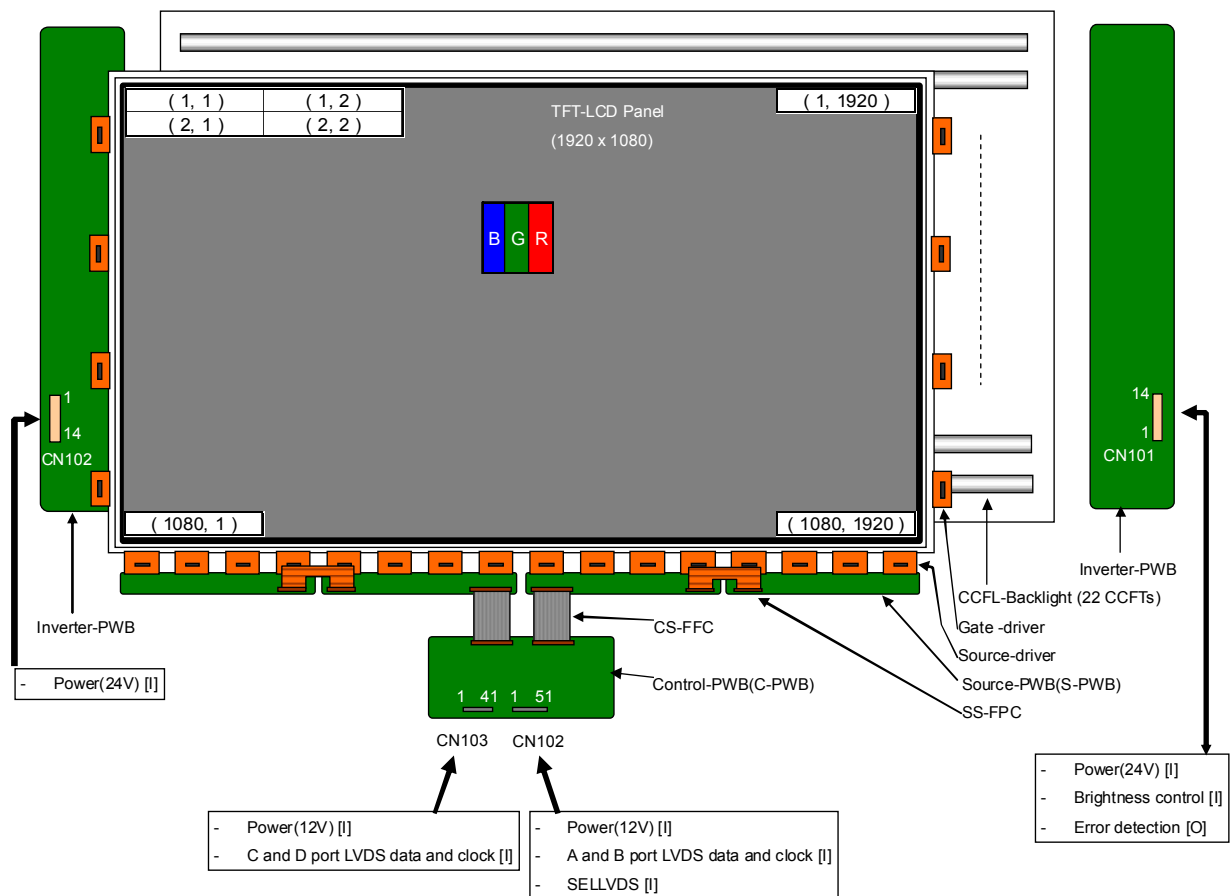 ( 1, 1 ) ( 1, 2 ) ( 1, 1920 )
( 2, 1 ) ( 2, 2 )
TFT-LCD Panel
(1920 x 1080)
B G R
1
14
CN102
14
1
CN101
( 1080, 1 ) ( 1080, 1920 )
Inverter-PWB
Inverter-PWB
CCFL-Backlight (22 CCFTs)
Gate -driver
Source-driver
Source-PWB(S-PWB)
SS-FPC
CS-FFC
Control-PWB(C-PWB)
1 41 1 51
CN103 CN102
- Power(24V) [I]
- Power(12V) [I]
- C and D port LVDS data and clock [I]
- Power(12V) [I]
- A and B port LVDS data and clock [I]
- SELLVDS [I]
- Power(24V) [I]
- Brightness control [I]
- Error detection [O]